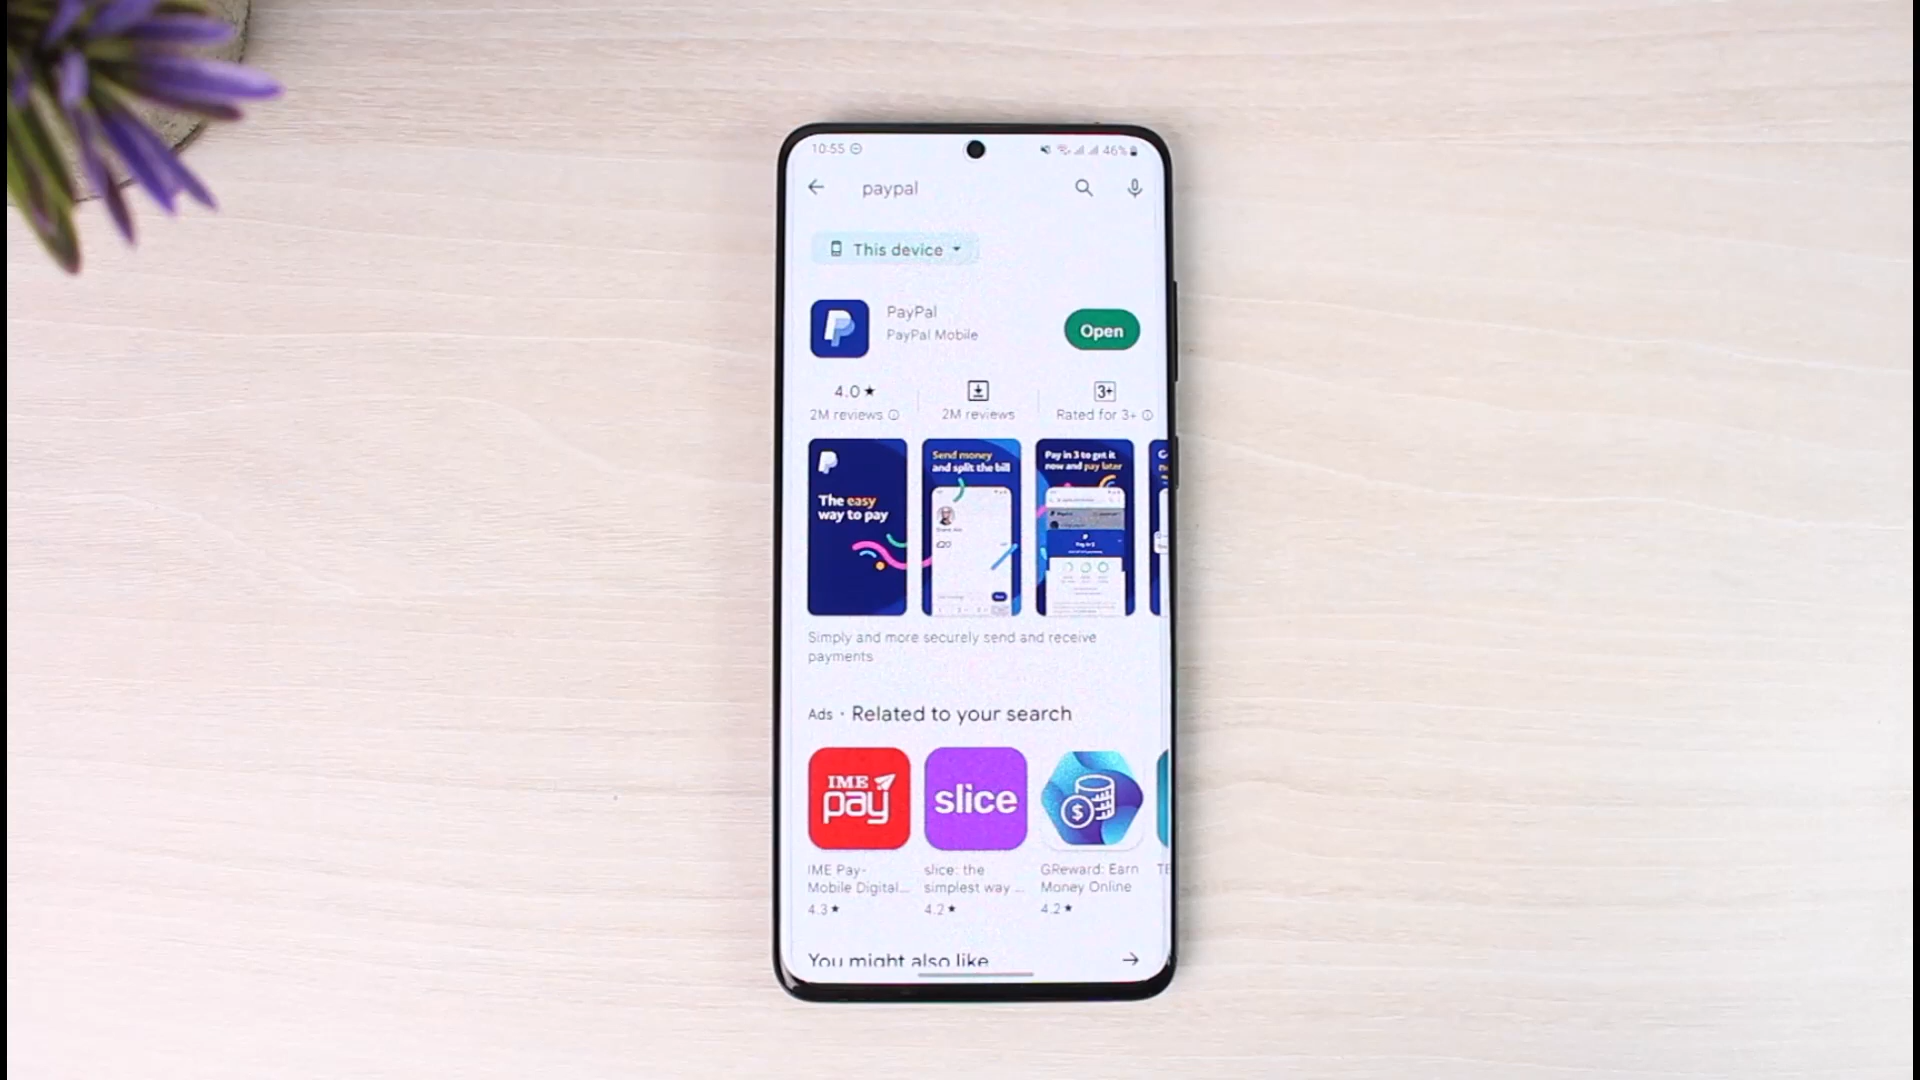 10:55
46%
paypal
This device
PayPal
PayPal Mobile
Open
4.0★
2M reviews
2M reviews
3+
Rated for 3+
The easy
way to pay
Send money
and split the bill
Pay in 3 to get it
now and pay later
Simply and more securely send and receive
payments
Ads · Related to your search
IME
pay
slice
$
IME Pay-
Mobile Digital...
4.3★
slice: the
simplest way ...
4.2★
GReward: Earn
Money Online
4.2★
You might also like